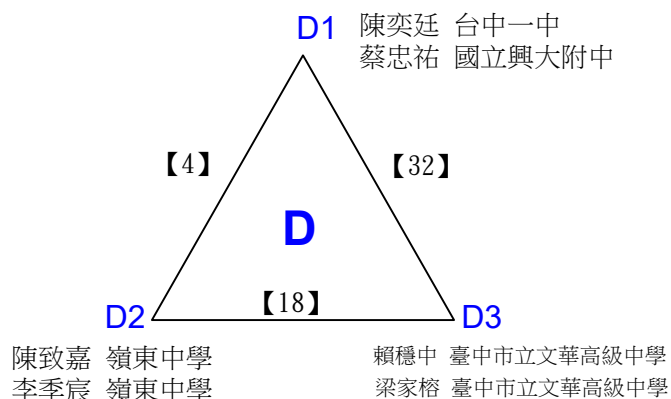 D1
陳奕廷 台中一中
蔡忠祐 國立興大附中
【4】
【32】
D
【18】
D2
D3
陳致嘉 嶺東中學
李季宸 嶺東中學
賴穩中 臺中市立文華高級中學
梁家榕 臺中市立文華高級中學